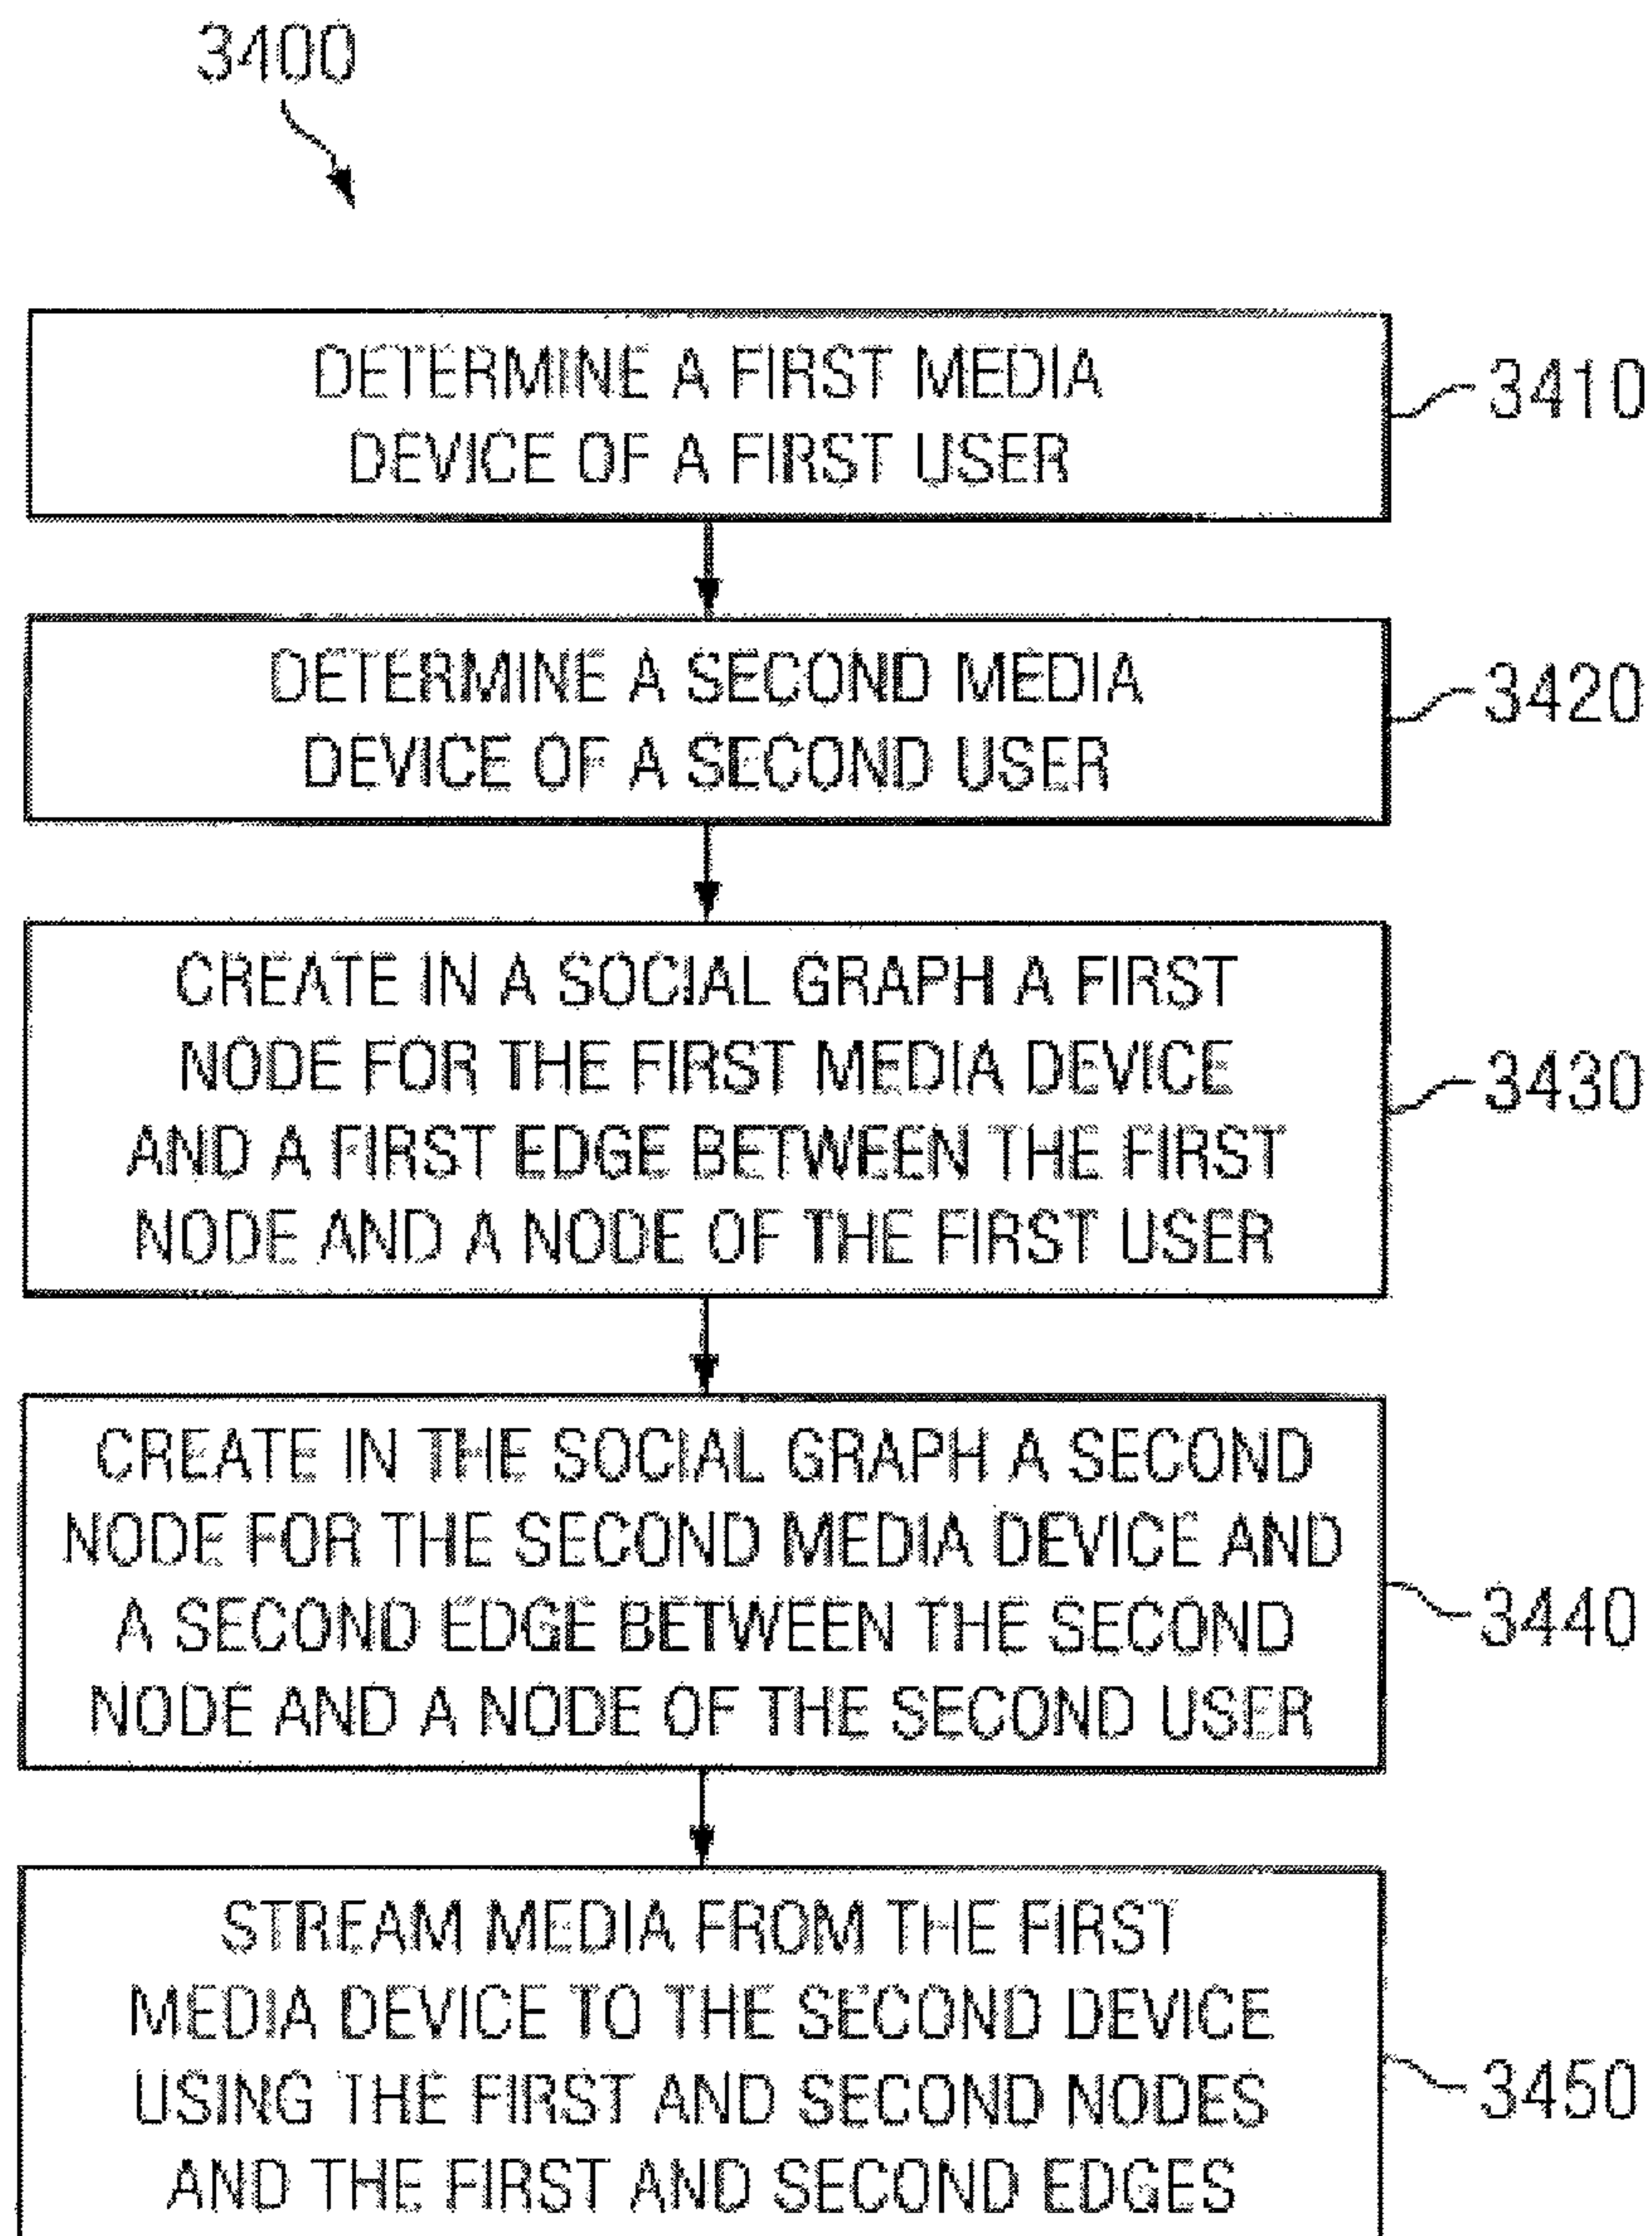 3400
DETERMINE A FIRST MEDIA
DEVICE OF A FIRST USER
3410
DETERMINE A SECOND MEDIA
DEVICE OF A SECOND USER
3420
CREATE IN A SOCIAL GRAPH A FIRST
NODE FOR THE FIRST MEDIA DEVICE
AND A FIRST EDGE BETWEEN THE FIRST
NODE AND A NODE OF THE FIRST USER
3430
CREATE IN THE SOCIAL GRAPH A SECOND
NODE FOR THE SECOND MEDIA DEVICE AND
A SECOND EDGE BETWEEN THE SECOND
NODE AND A NODE OF THE SECOND USER
3440
STREAM MEDIA FROM THE FIRST
MEDIA DEVICE TO THE SECOND DEVICE
USING THE FIRST AND SECOND NODES
AND THE FIRST AND SECOND EDGES
3450